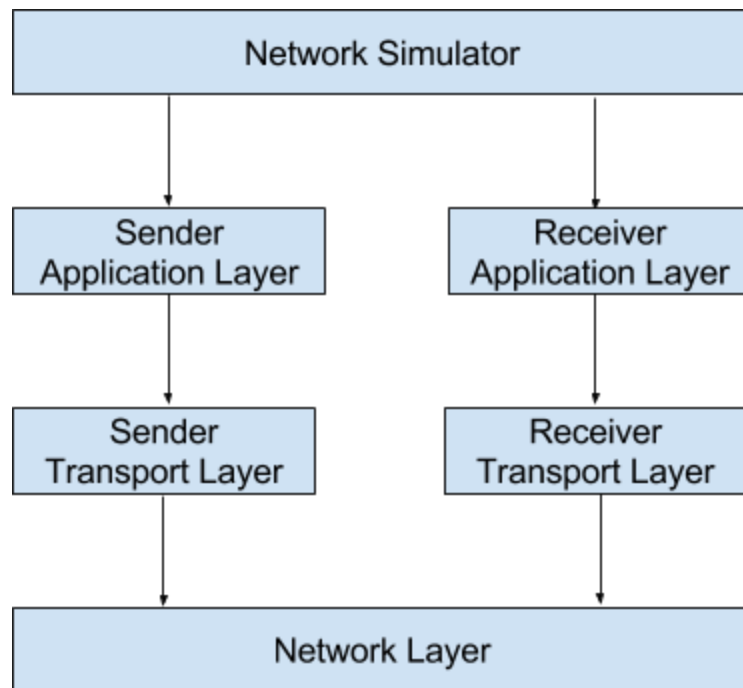 Network Simulator
Sender
Application Layer
Receiver
Application Layer
Sender
Transport Layer
Receiver
Transport Layer
Network Layer